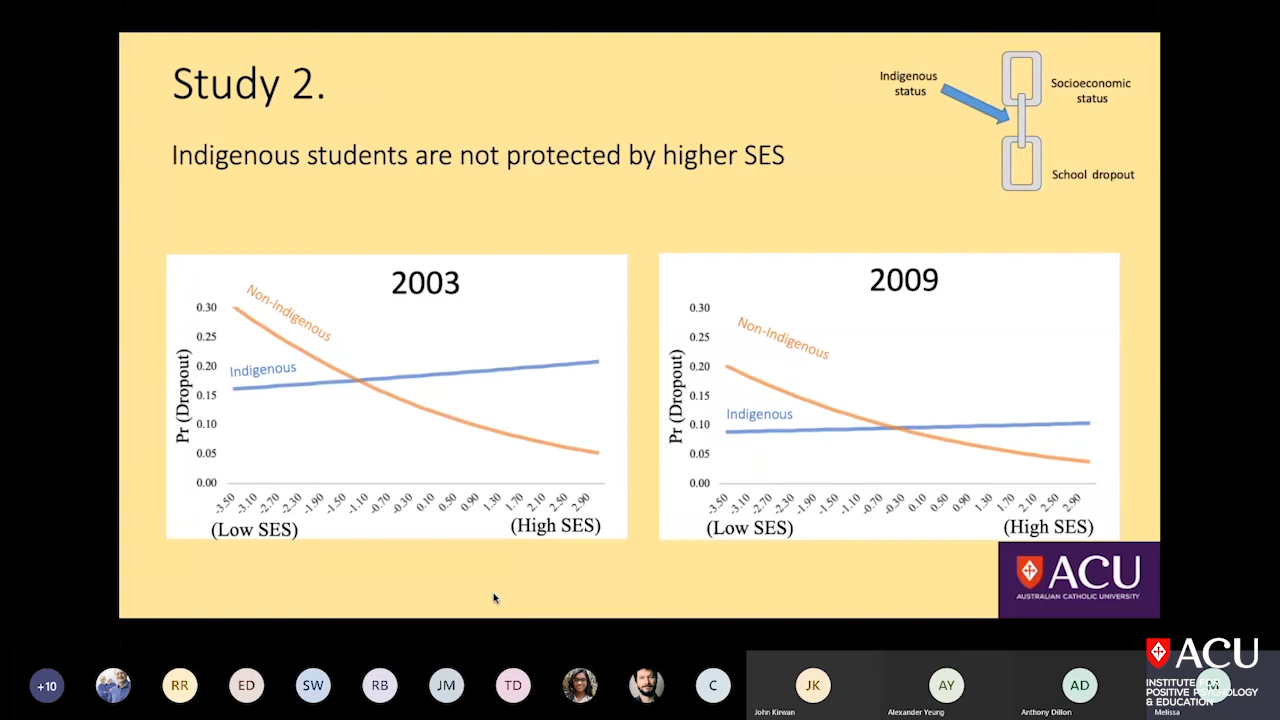 Study 2.
Indigenous students are not protected by higher SES
Indigenous
status
Socioeconomic
status
School dropout
2003
Non-Indigenous
Indigenous
Pr (Dropout)
0.30
0.25
0.20
0.15
0.10
0.05
0.00
-3.50 -3.10 -2.70 -2.30 -1.90 -1.50 -1.10 -0.70 -0.30 0.10 0.50 0.90 1.30 1.70 2.10 2.50 2.90
(Low SES) (High SES)
2009
Non-Indigenous
Indigenous
Pr (Dropout)
0.30
0.25
0.20
0.15
0.10
0.05
0.00
-3.50 -3.10 -2.70 -2.30 -1.90 -1.50 -1.10 -0.70 -0.30 0.10 0.50 0.90 1.30 1.70 2.10 2.50 2.90
(Low SES) (High SES)
ACU
AUSTRALIAN CATHOLIC UNIVERSITY
+10 RR ED SW RB JM TD C JK AY AD
John Kirwan Alexander Yeung Anthony Dillon Melissa
ACU
INSTITUTE FOR
POSITIVE PSYCHOLOGY
& EDUCATION